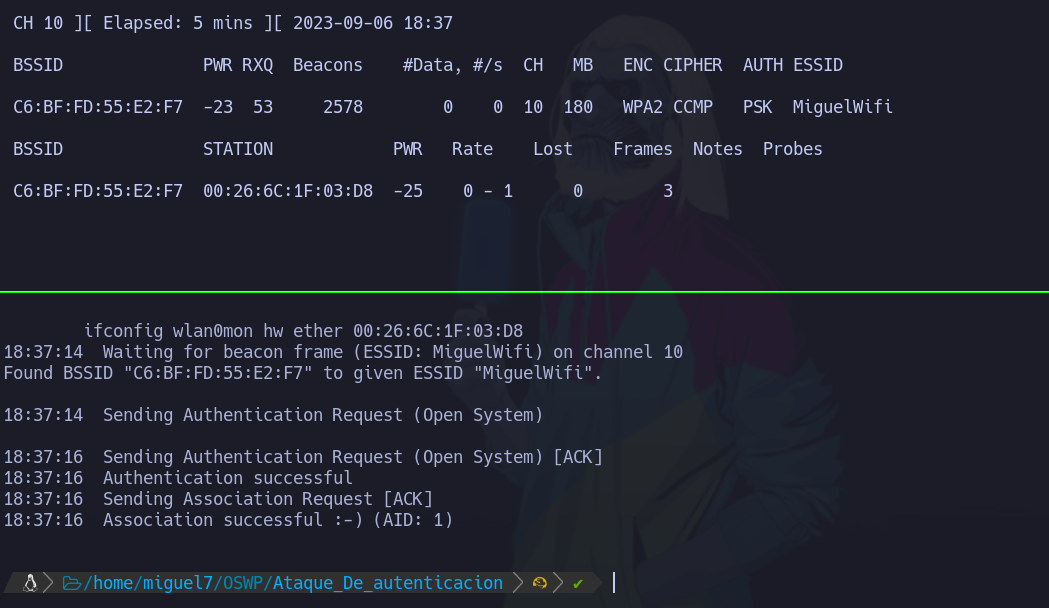 CH 10 ][ Elapsed: 5 mins ][ 2023-09-06 18:37
BSSID PWR RXQ Beacons #Data, #/s CH MB ENC CIPHER AUTH ESSID
C6:BF:FD:55:E2:F7 -23 53 2578 0 0 10 180 WPA2 CCMP PSK MiguelWifi
BSSID STATION PWR Rate Lost Frames Notes Probes
C6:BF:FD:55:E2:F7 00:26:6C:1F:03:D8 -25 0 - 1 0 3
ifconfig wlan0mon hw ether 00:26:6C:1F:03:D8
18:37:14 Waiting for beacon frame (ESSID: MiguelWifi) on channel 10
Found BSSID "C6:BF:FD:55:E2:F7" to given ESSID "MiguelWifi".
18:37:14 Sending Authentication Request (Open System)
18:37:16 Sending Authentication Request (Open System) [ACK]
18:37:16 Authentication successful
18:37:16 Sending Association Request [ACK]
18:37:16 Association successful :-) (AID: 1)
/home/miguel7/OSWP/Ataque_De_autenticacion